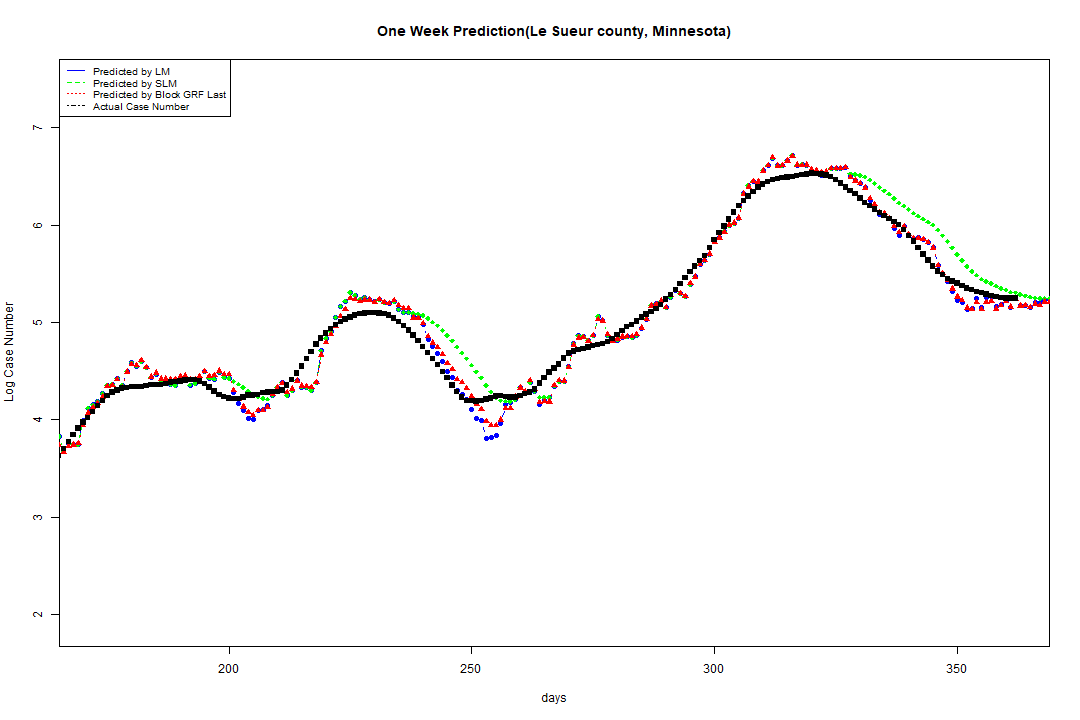 One Week Prediction(Le Sueur county, Minnesota)
Predicted by LM
Predicted by SLM
Predicted by Block GRF Last
Actual Case Number
7
6
5
4
3
2
Log Case Number
200 250 300 350
days